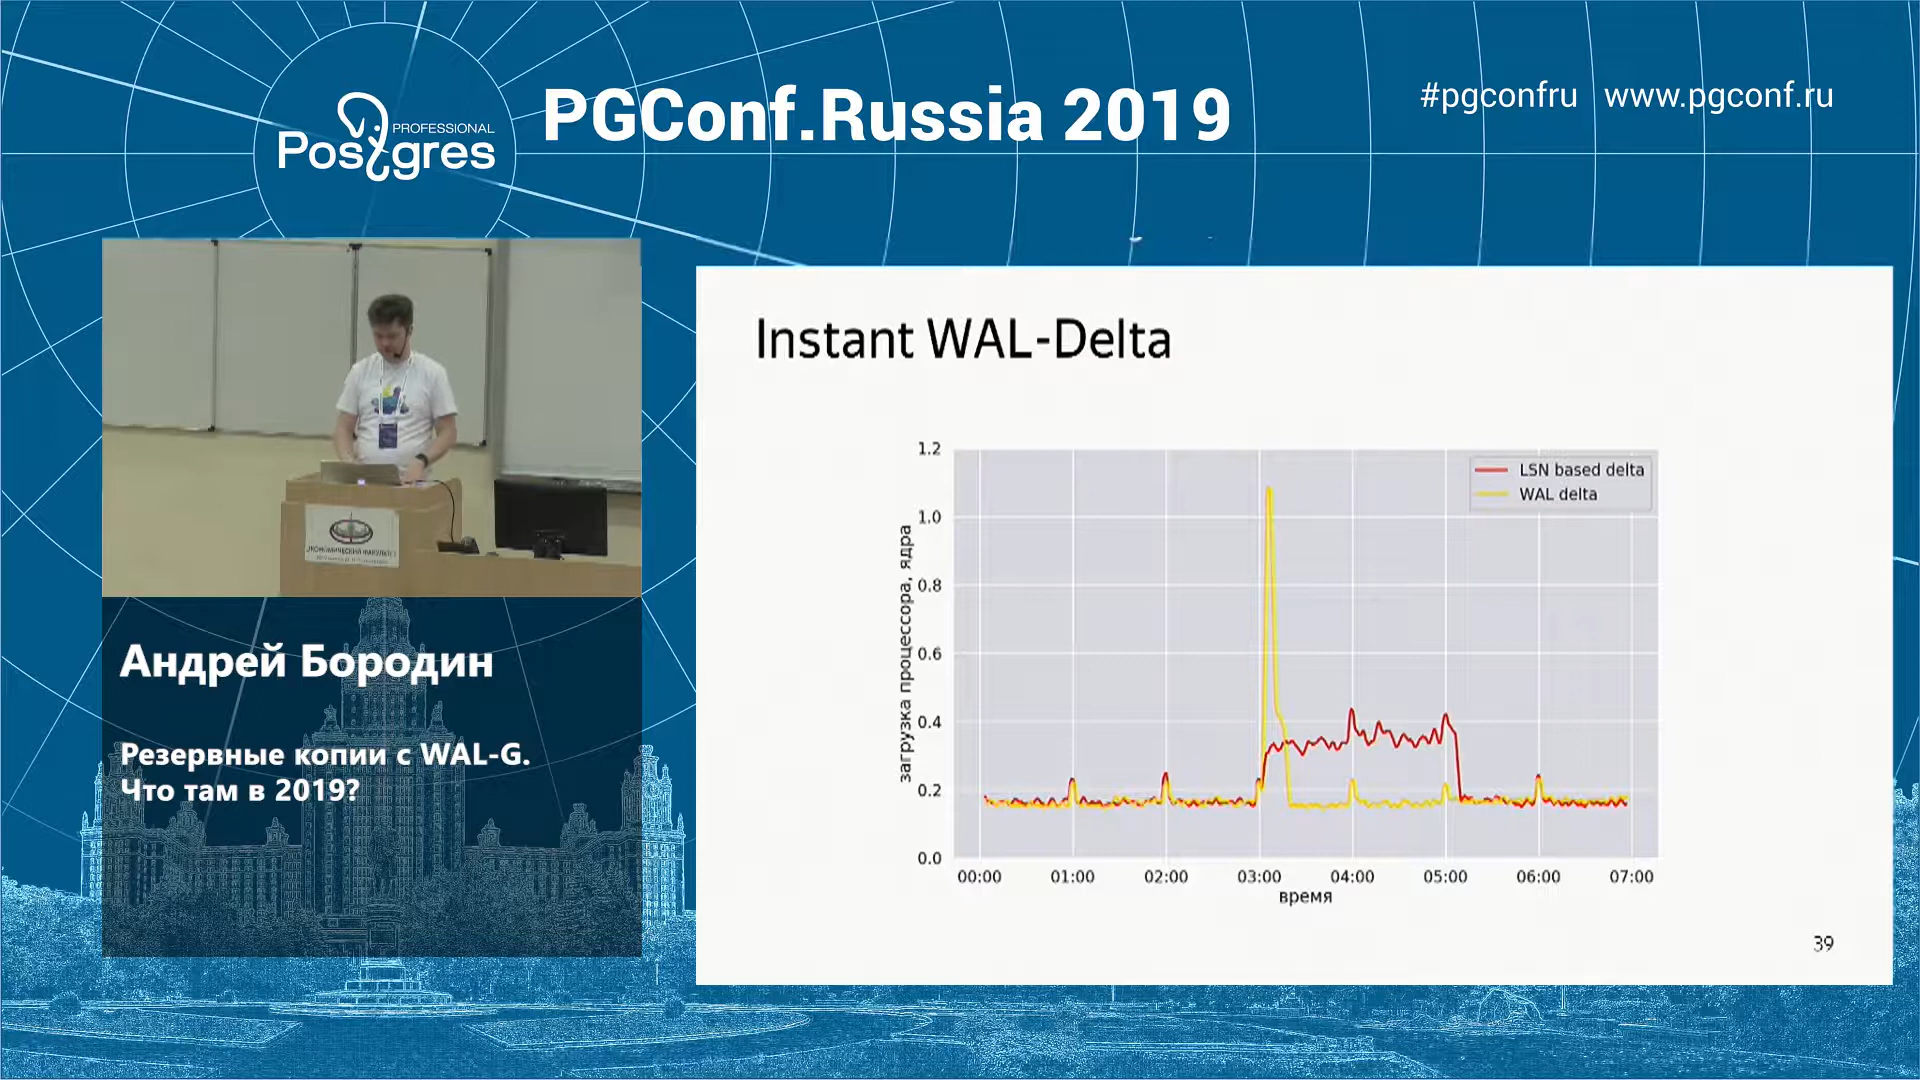 PROFESSIONAL
Postgres
PGConf.Russia 2019
#pgconfru www.pgconf.ru
ЭКОНОМИЧЕСКИЙ ФАКУЛЬТЕТ
Андрей Бородин
Резервные копии с WAL-G.
Что там в 2019?
Instant WAL-Delta
LSN based delta
WAL delta
загрузка процессора, ядра
1.2
1.0
0.8
0.6
0.4
0.2
0.0
00:00 01:00 02:00 03:00 04:00 05:00 06:00 07:00
время
39